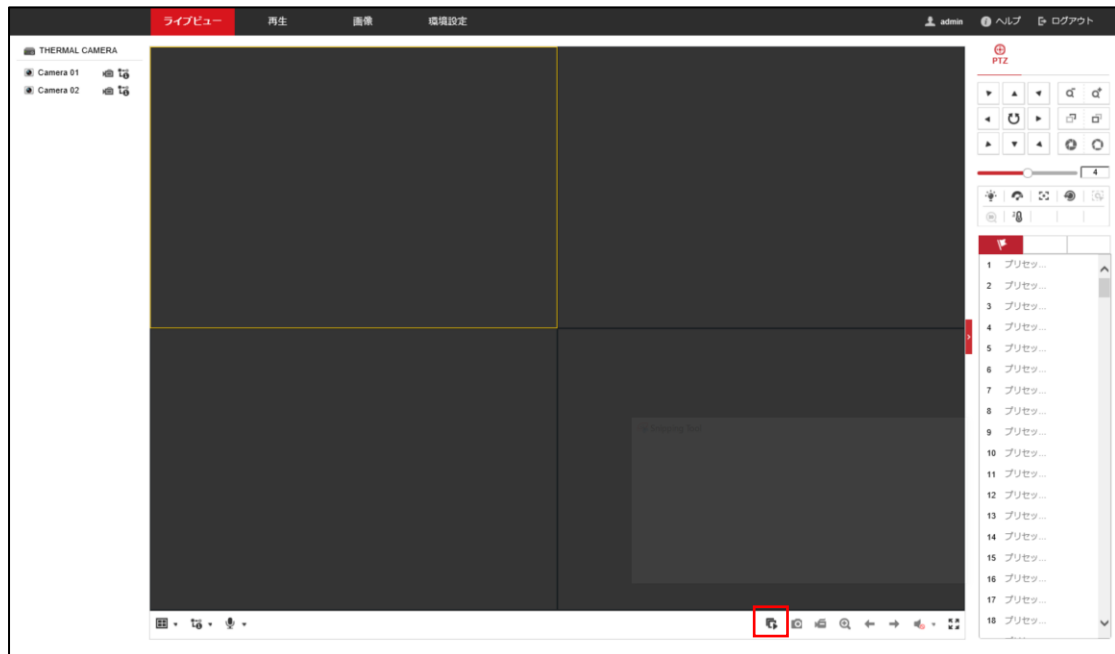 ライブビュー 再生 画像 環境設定 admin ヘルプ ログアウト
THERMAL CAMERA
Camera 01
Camera 02
PTZ
4
1 プリセッ...
2 プリセッ...
3 プリセッ...
4 プリセッ...
5 プリセッ...
6 プリセッ...
7 プリセッ...
8 プリセッ...
9 プリセッ...
10 プリセッ...
11 プリセッ...
12 プリセッ...
13 プリセッ...
14 プリセッ...
15 プリセッ...
16 プリセッ...
17 プリセッ...
18 プリセッ...